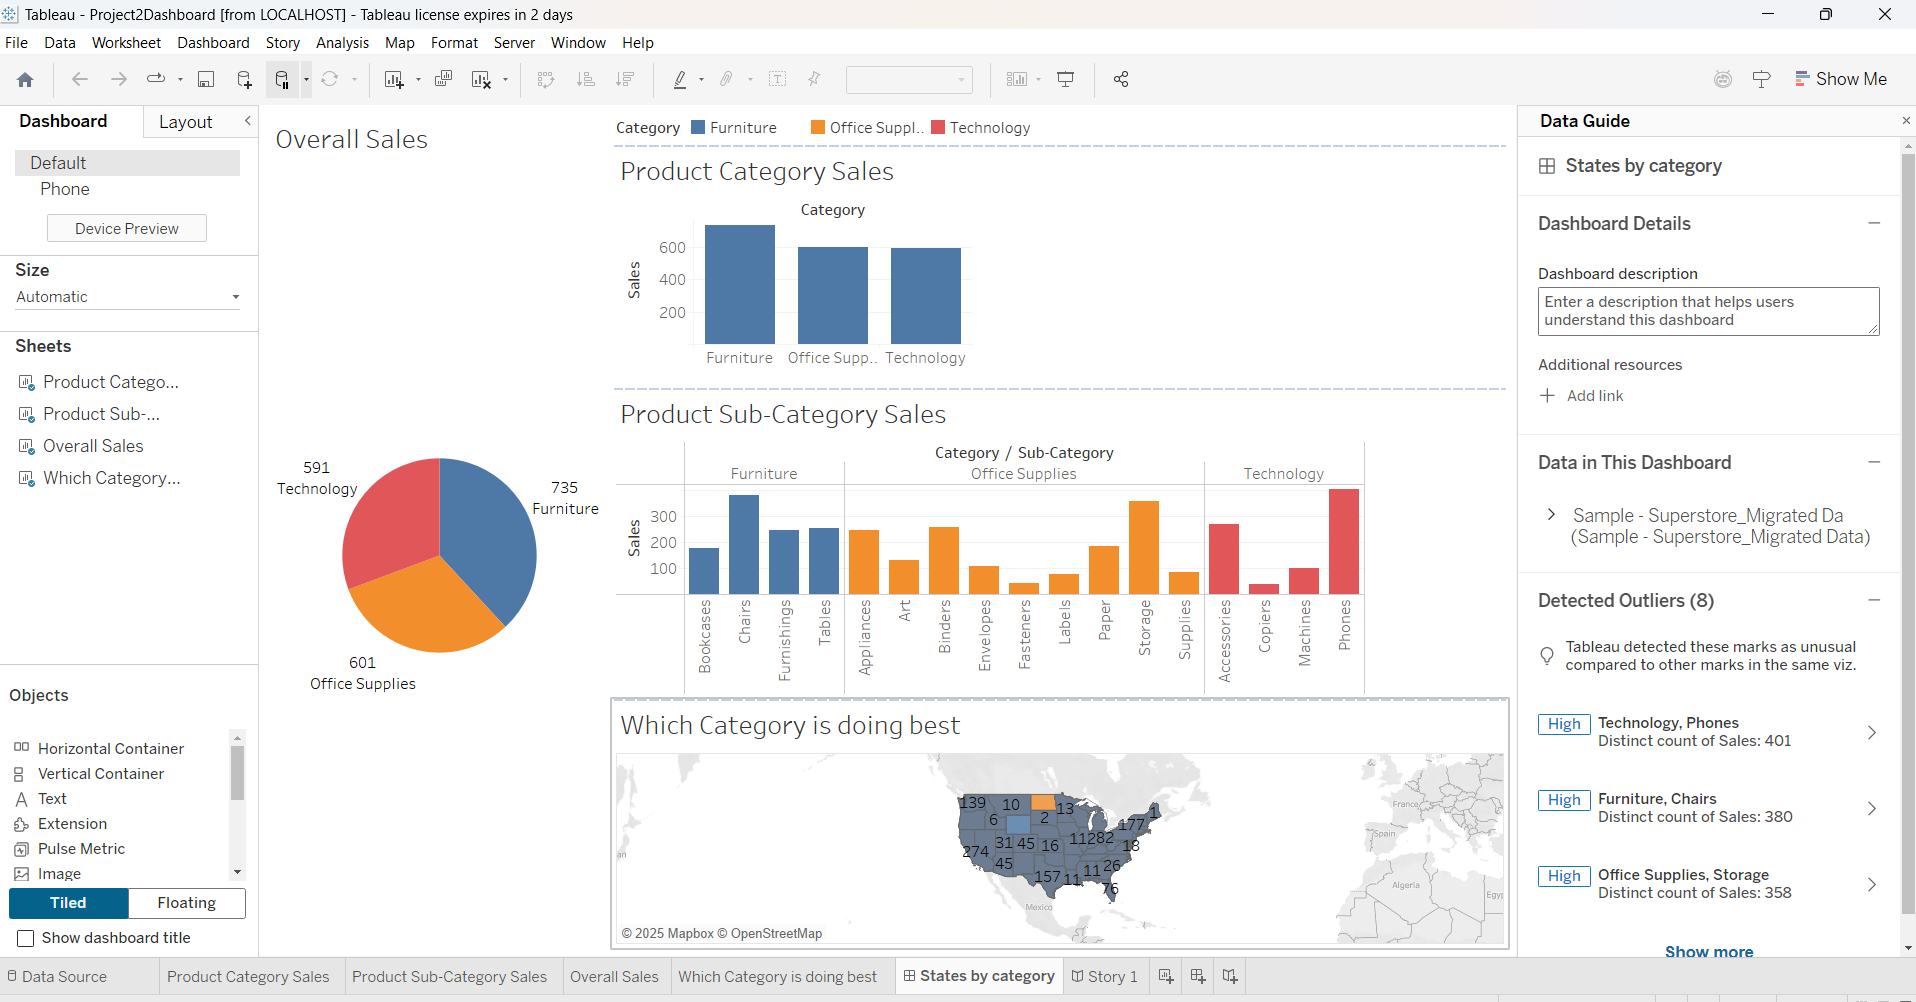 Tableau - Project2Dashboard [from LOCALHOST] - Tableau license expires in 2 days
File Data Worksheet Dashboard Story Analysis Map Format Server Window Help
Show Me
Dashboard Layout
Default
Phone
Device Preview
Size
Automatic
Sheets
Product Catego...
Product Sub-...
Overall Sales
Which Category...
Objects
Horizontal Container
Vertical Container
Text
Extension
Pulse Metric
Image
Tiled Floating
Show dashboard title
Overall Sales
591
Technology
735
Furniture
601
Office Supplies
Category Furniture Office Suppl.. Technology
Product Category Sales
Category
Sales
600
400
200
Furniture Office Supp.. Technology
Product Sub-Category Sales
Category / Sub-Category
Furniture Office Supplies Technology
Sales
300
200
100
Bookcases
Chairs
Furnishings
Tables
Appliances
Art
Binders
Envelopes
Fasteners
Labels
Paper
Storage
Supplies
Accessories
Copiers
Machines
Phones
Which Category is doing best
139 10 13 1
6 2 177
31 45 16 11282 18
274 45 11 26
157 11 76
France
Spain
Algeria
Egy
Mexico
an
© 2025 Mapbox © OpenStreetMap
Data Guide
States by category
Dashboard Details
Dashboard description
Enter a description that helps users
understand this dashboard
Additional resources
Add link
Data in This Dashboard
Sample - Superstore_Migrated Da
(Sample - Superstore_Migrated Data)
Detected Outliers (8)
Tableau detected these marks as unusual
compared to other marks in the same viz.
High Technology, Phones
Distinct count of Sales: 401
High Furniture, Chairs
Distinct count of Sales: 380
High Office Supplies, Storage
Distinct count of Sales: 358
Show more
Data Source Product Category Sales Product Sub-Category Sales Overall Sales Which Category is doing best States by category Story 1